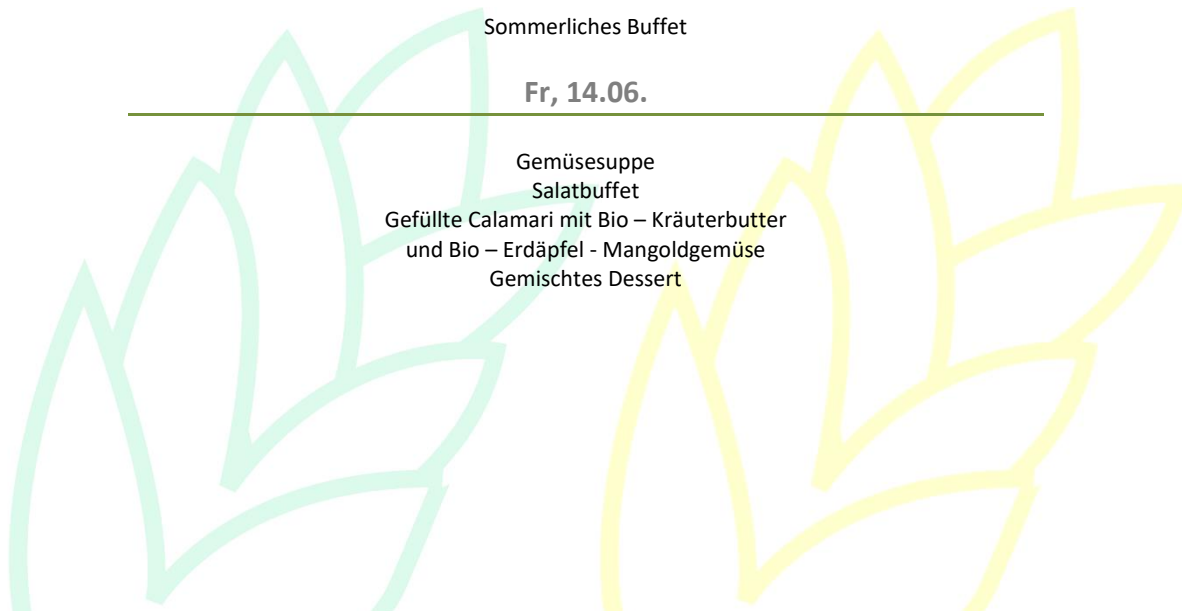 Sommerliches Buffet
Fr, 14.06.
Gemüsesuppe
Salatbuffet
Gefüllte Calamari mit Bio – Kräuterbutter
und Bio – Erdäpfel - Mangoldgemüse
Gemischtes Dessert